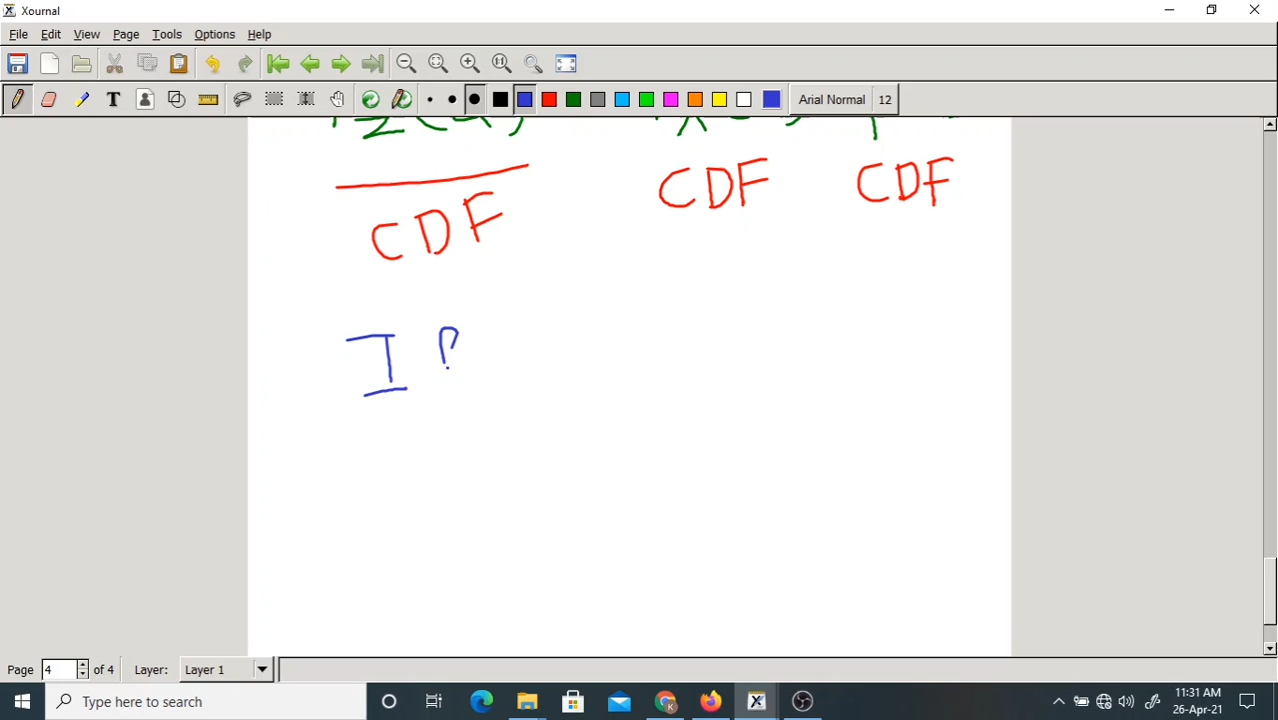 Xournal
File Edit View Page Tools Options Help
Arial Normal 12
CDF CDF CDF
I
Page 4 of 4 Layer: Layer 1
Type here to search
11:31 AM
26-Apr-21